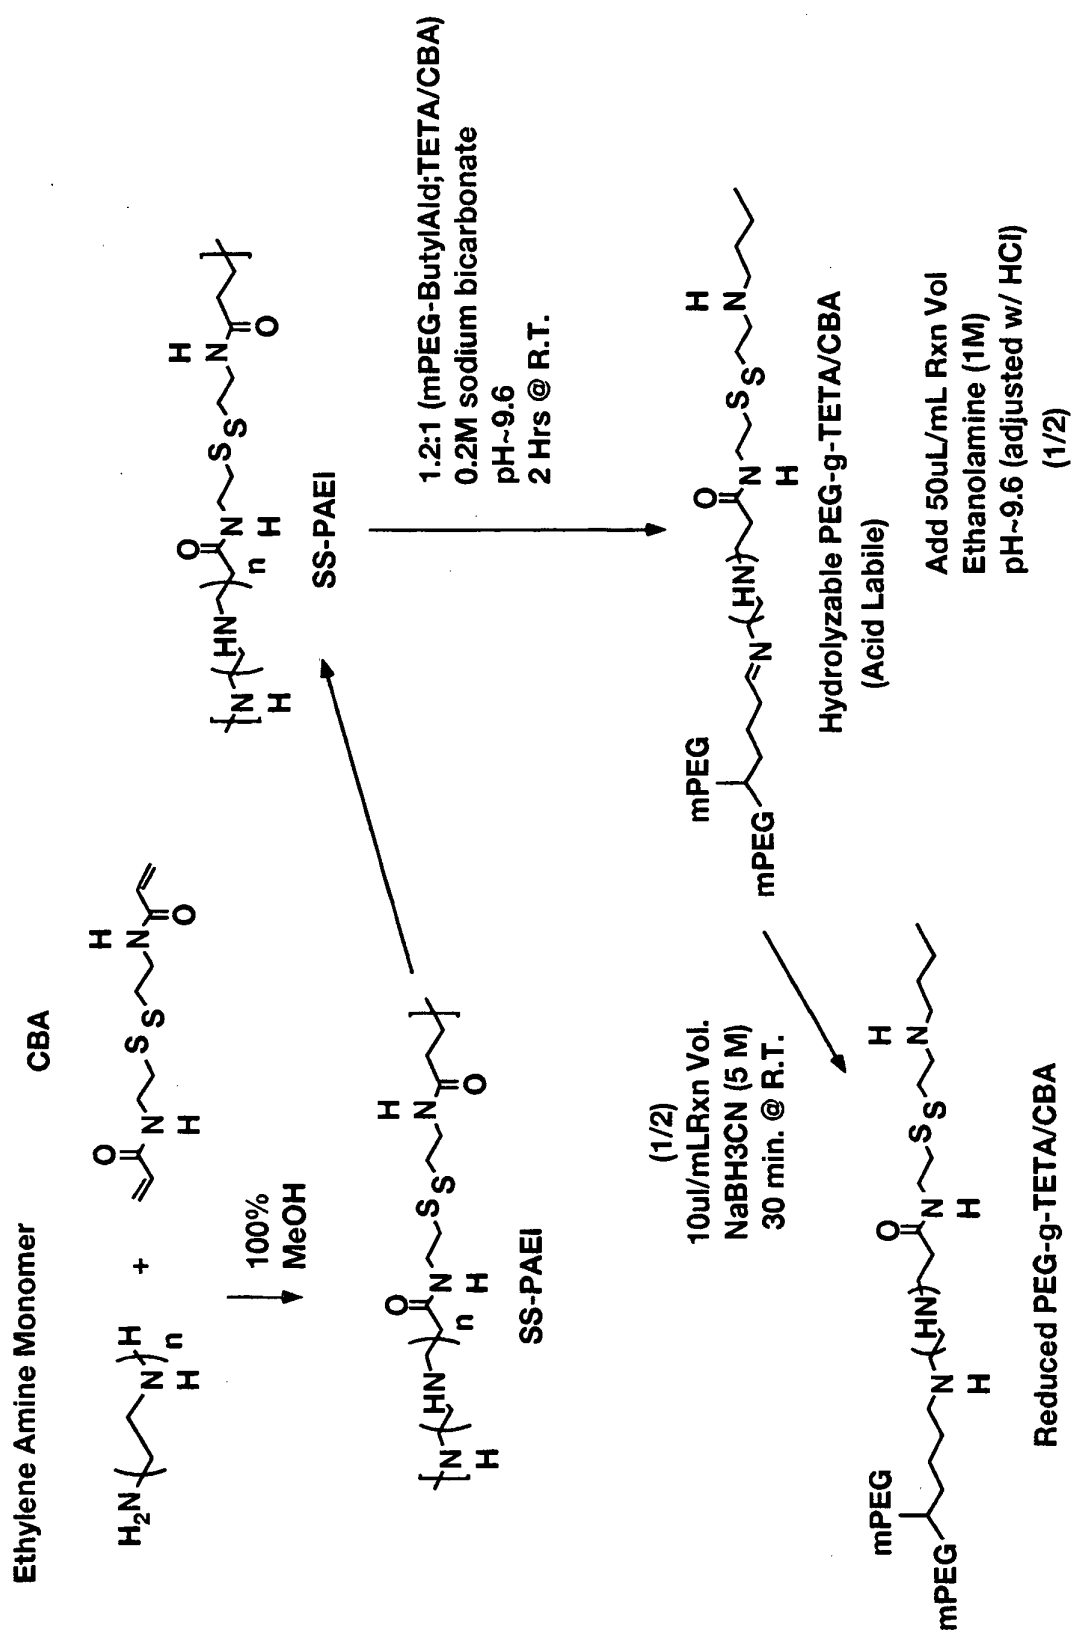 Ethylene Amine Monomer
CBA
H2N
H
N
H
n
+
O
N
H
S
S
H
N
O
100%
MeOH
N
H
HN
n
O
N
H
S
S
H
N
O
SS-PAEI
N
H
HN
n
O
N
H
S
S
H
N
O
SS-PAEI
1.2:1 (mPEG-ButylAld;TETA/CBA)
0.2M sodium bicarbonate
pH~9.6
2 Hrs @ R.T.
mPEG
mPEG
N
HN
O
N
H
S
S
H
N
Hydrolyzable PEG-g-TETA/CBA
(Acid Labile)
Add 50uL/mL Rxn Vol
Ethanolamine (1M)
pH~9.6 (adjusted w/ HCl)
(1/2)
(1/2)
10ul/mLRxn Vol.
NaBH3CN (5 M)
30 min. @ R.T.
mPEG
mPEG
N
H
HN
O
N
H
S
S
H
N
Reduced PEG-g-TETA/CBA